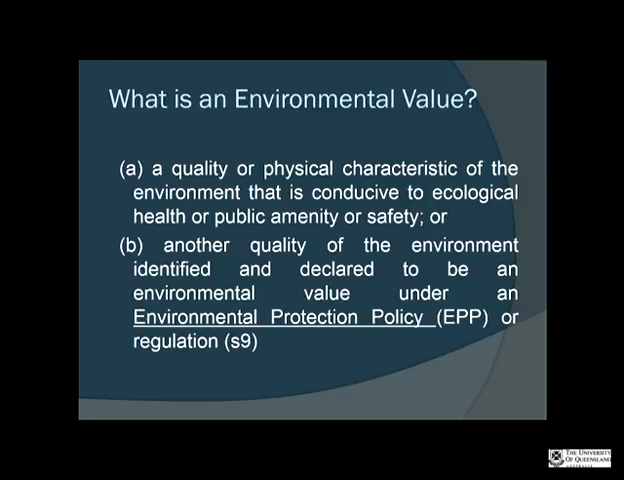 What is an Environmental Value?
(a) a quality or physical characteristic of the
environment that is conducive to ecological
health or public amenity or safety; or
(b) another quality of the environment
identified and declared to be an
environmental value under an
Environmental Protection Policy (EPP) or
regulation (s9)
THE UNIVERSITY
OF QUEENSLAND
AUSTRALIA